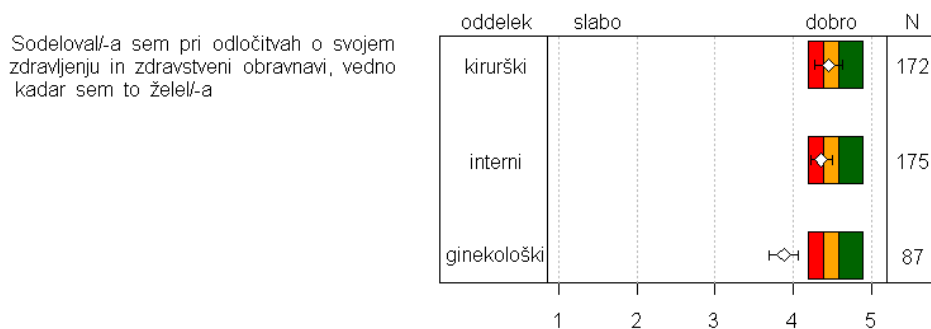 oddelek slabo dobro N
Sodeloval/-a sem pri odločitvah o svojem
zdravljenju in zdravstveni obravnavi, vedno
kadar sem to želel/-a
kirurški 172
interni 175
ginekološki 87
1 2 3 4 5